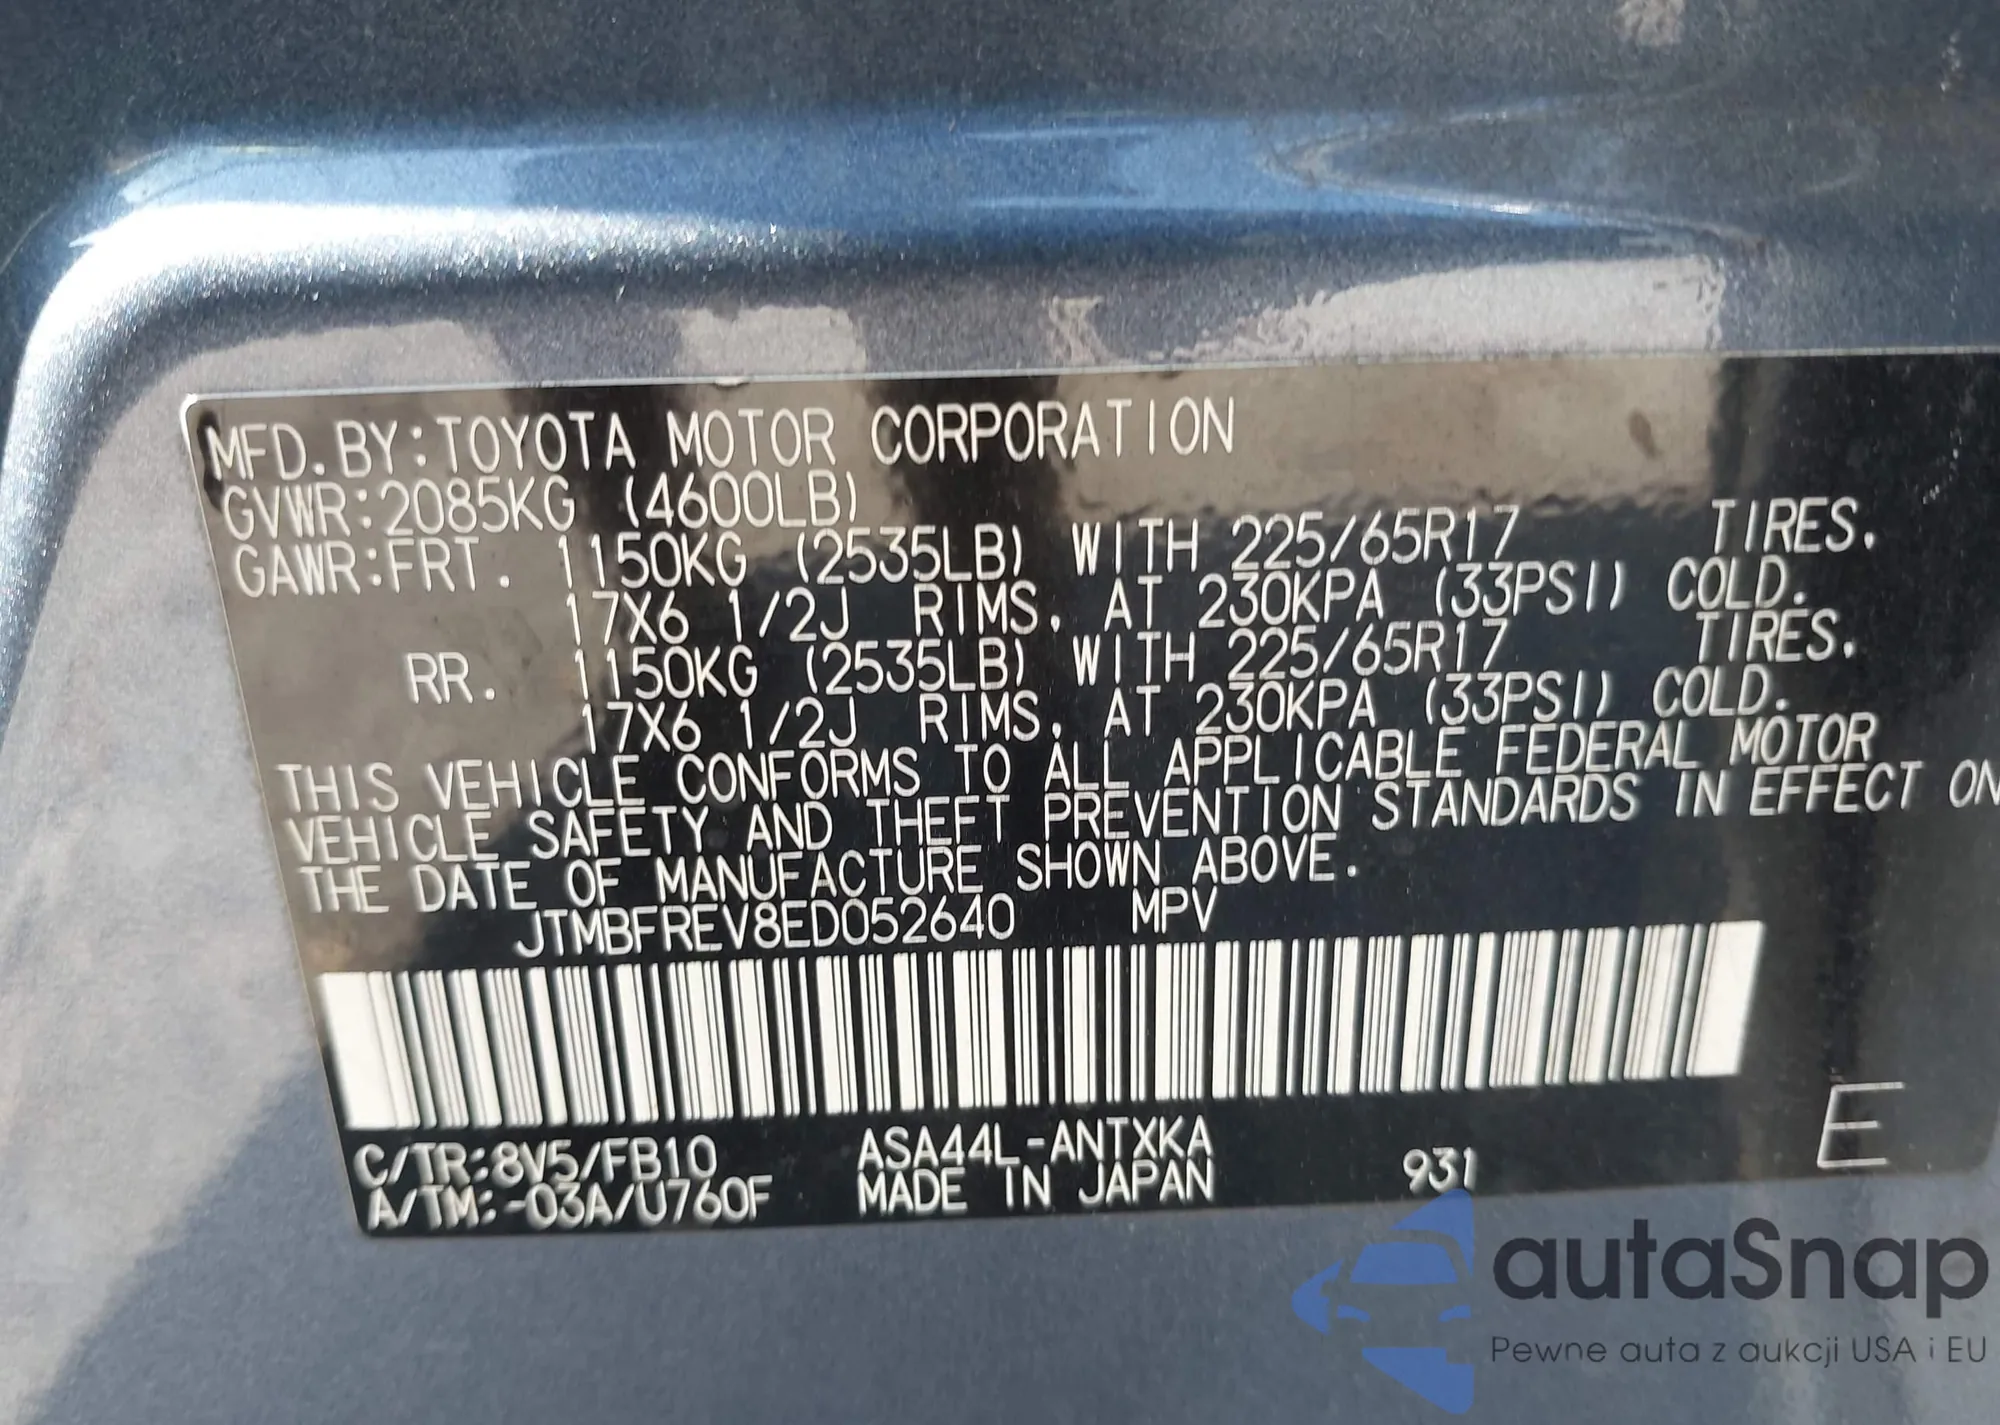 MFD.BY:TOYOTA MOTOR CORPORATION
GVWR:2085KG (4600LB)
GAWR:FRT. 1150KG (2535LB) WITH 225/65R17 TIRES.
17X6 1/2J RIMS, AT 230KPA (33PSI) COLD.
RR. 1150KG (2535LB) WITH 225/65R17 TIRES.
17X6 1/2J RIMS, AT 230KPA (33PSI) COLD.
THIS VEHICLE CONFORMS TO ALL APPLICABLE FEDERAL MOTOR
VEHICLE SAFETY AND THEFT PREVENTION STANDARDS IN EFFECT ON
THE DATE OF MANUFACTURE SHOWN ABOVE.
JTMBFREV8ED052640 MPV
C/TR:8V5/FB10 ASA44L-ANTXKA 931 E
A/TM:-03A/U760F MADE IN JAPAN
autaSnap
Pewne auta z aukcji USA i EU